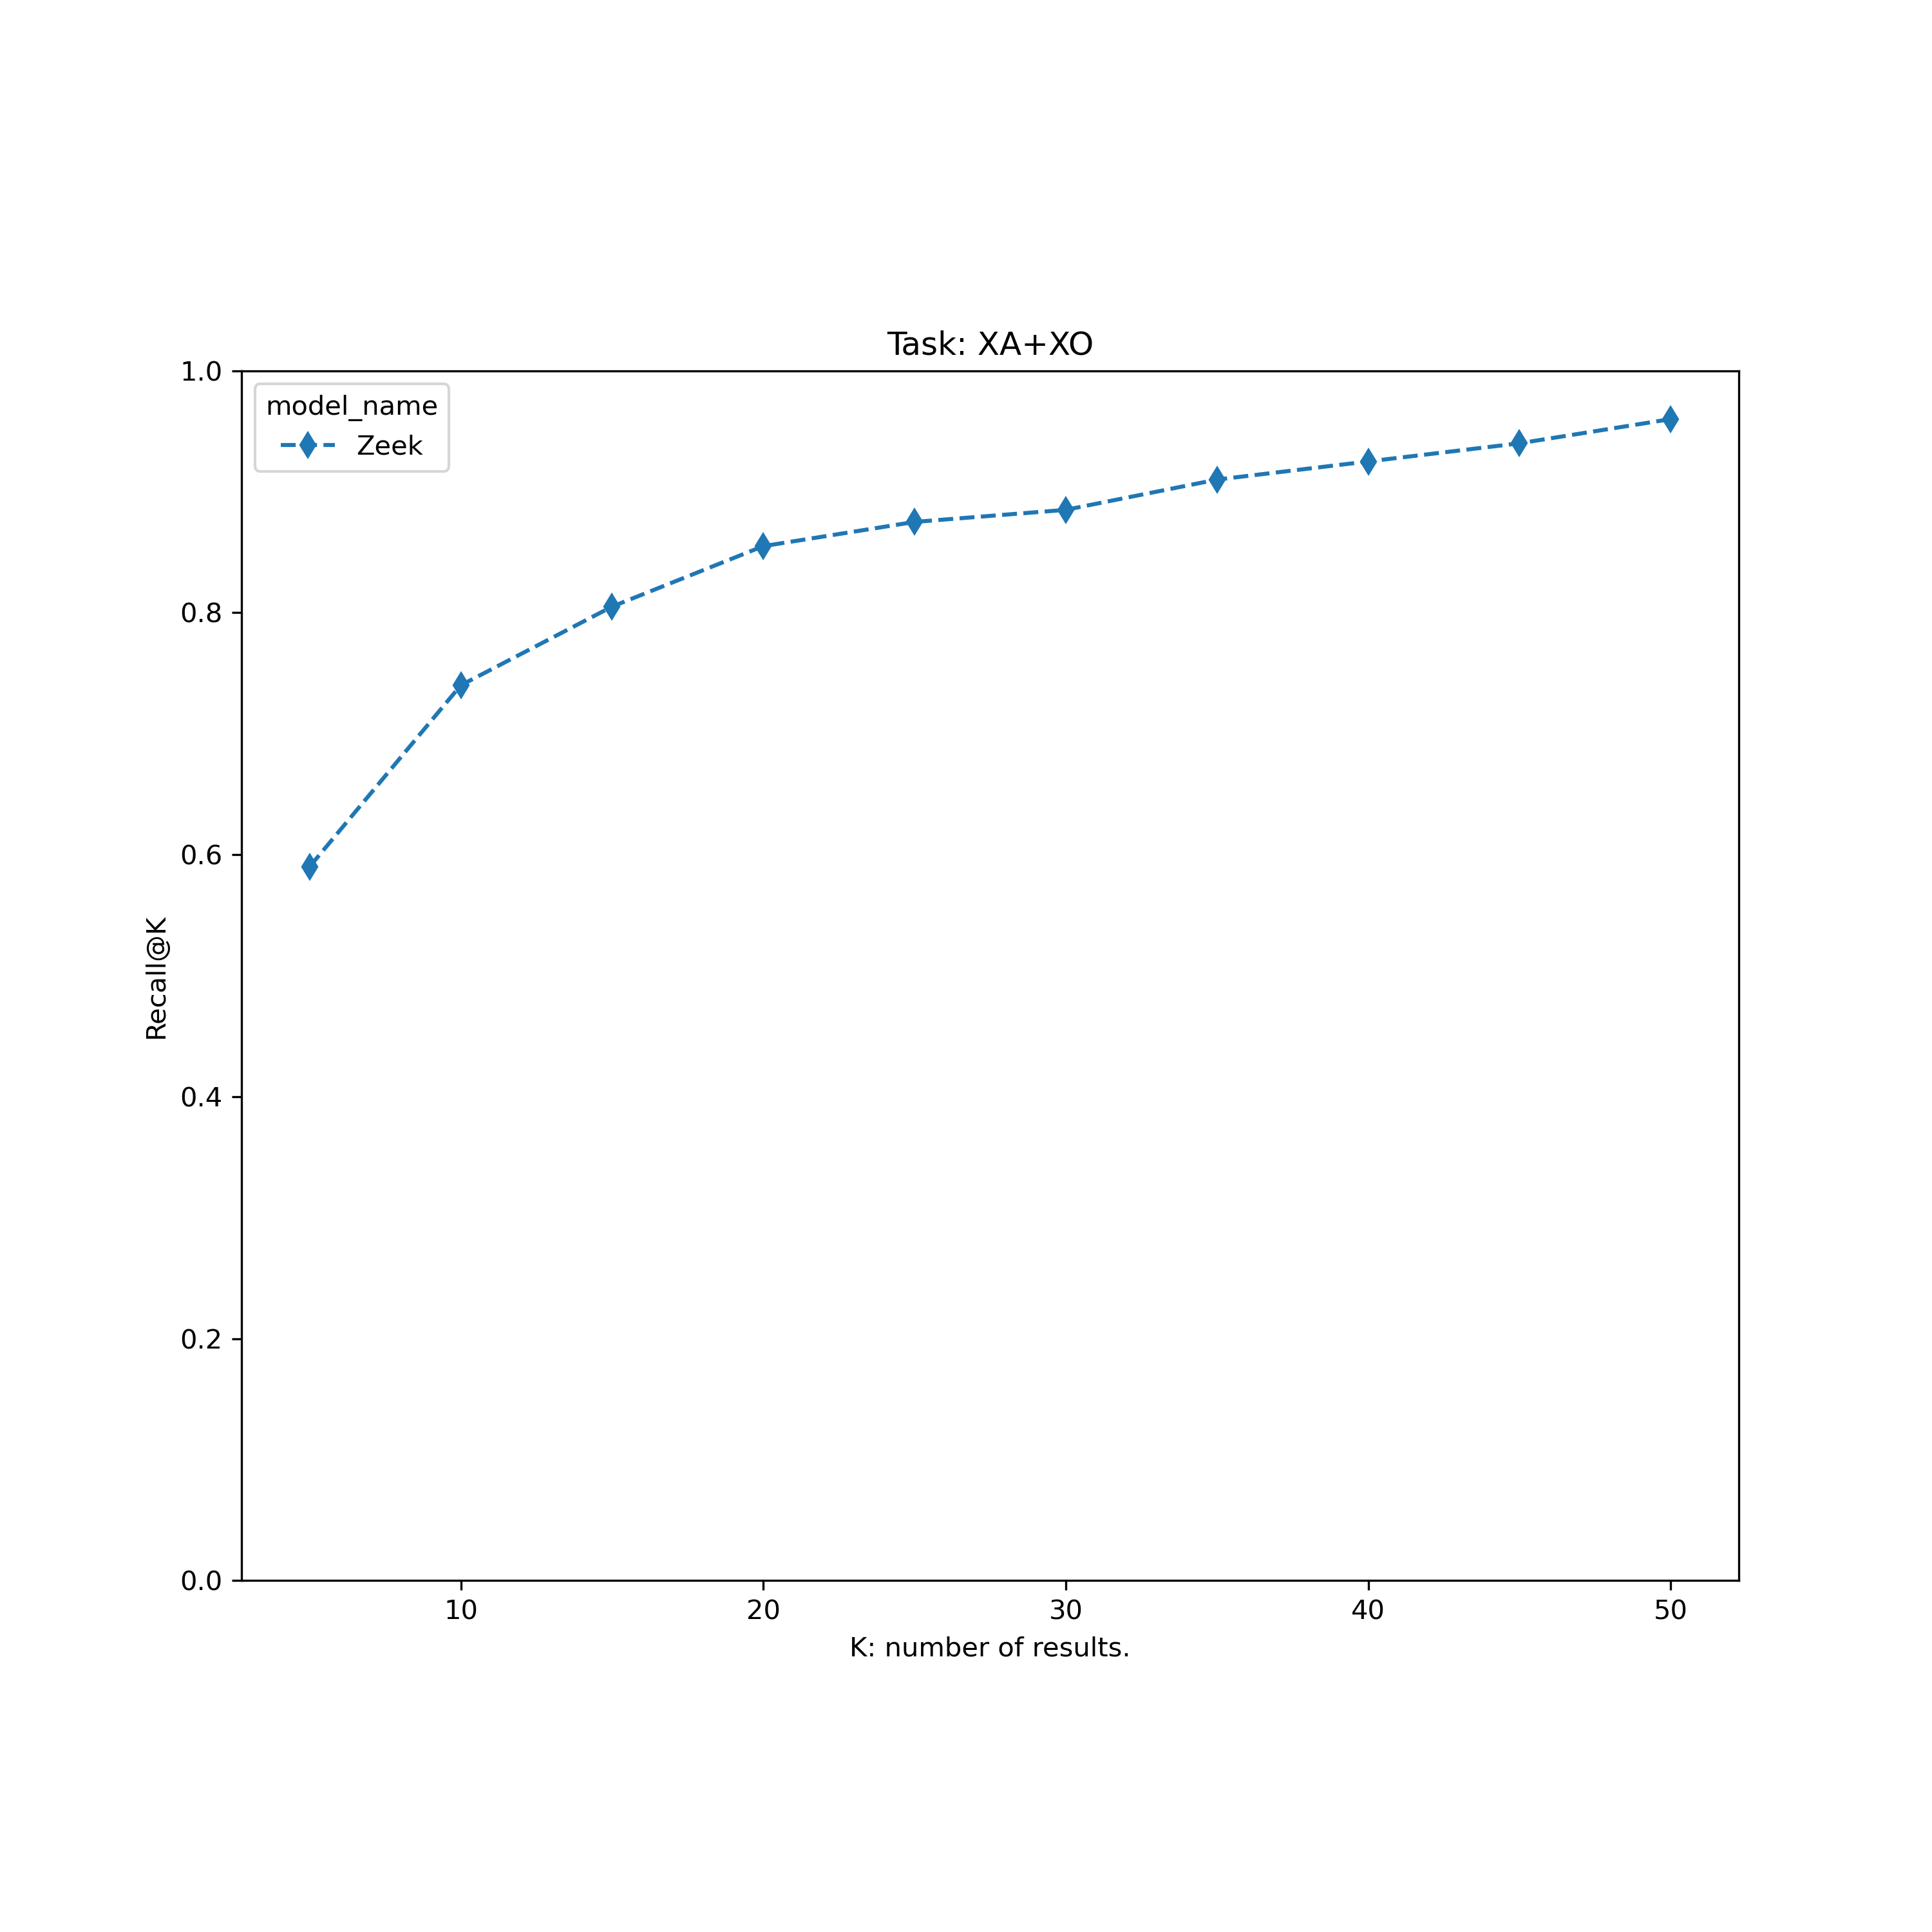 Task: XA+XO
model_name
Zeek
Recall@K
1.0
0.8
0.6
0.4
0.2
0.0
10 20 30 40 50
K: number of results.